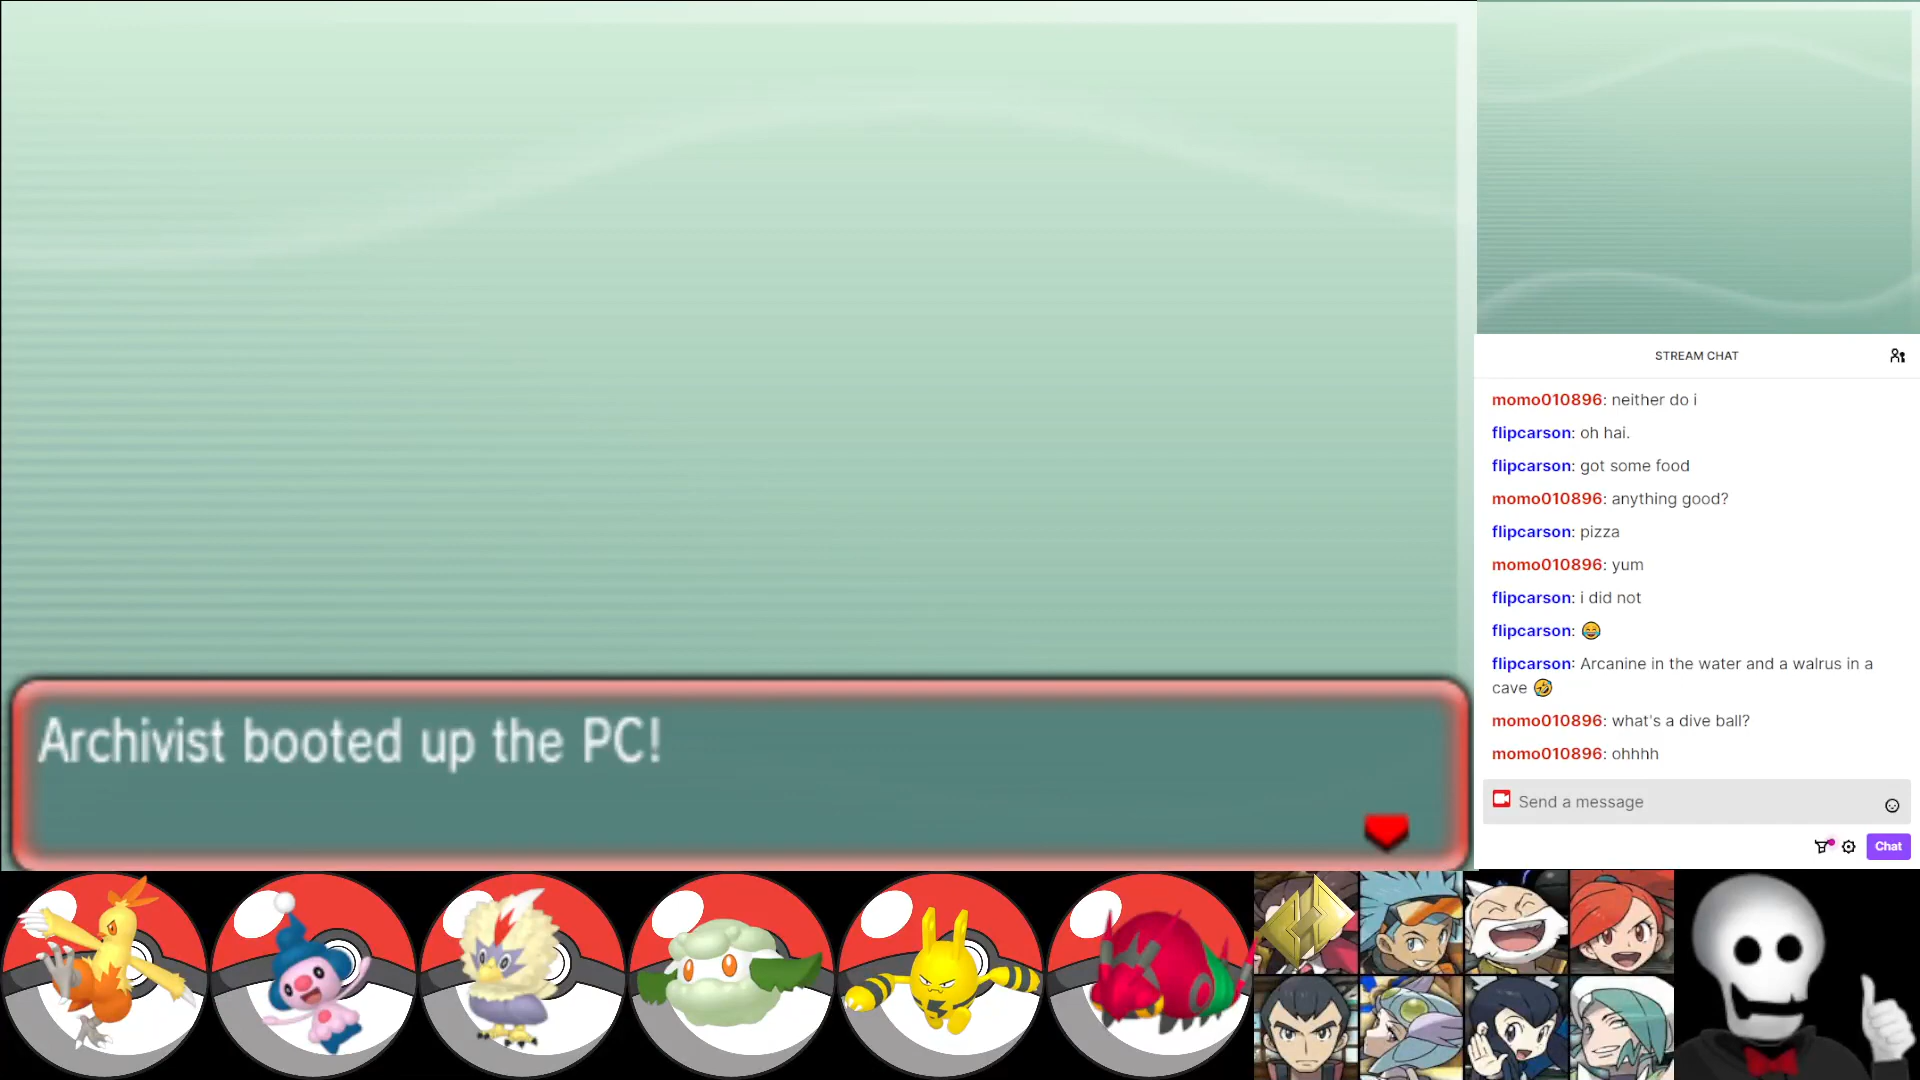 Archivist booted up the PC!
STREAM CHAT
momo010896: neither do i
flipcarson: oh hai.
flipcarson: got some food
momo010896: anything good?
flipcarson: pizza
momo010896: yum
flipcarson: i did not
flipcarson: 😂
flipcarson: Arcanine in the water and a walrus in a
cave 🤣
momo010896: what's a dive ball?
momo010896: ohhhh
Send a message
Chat